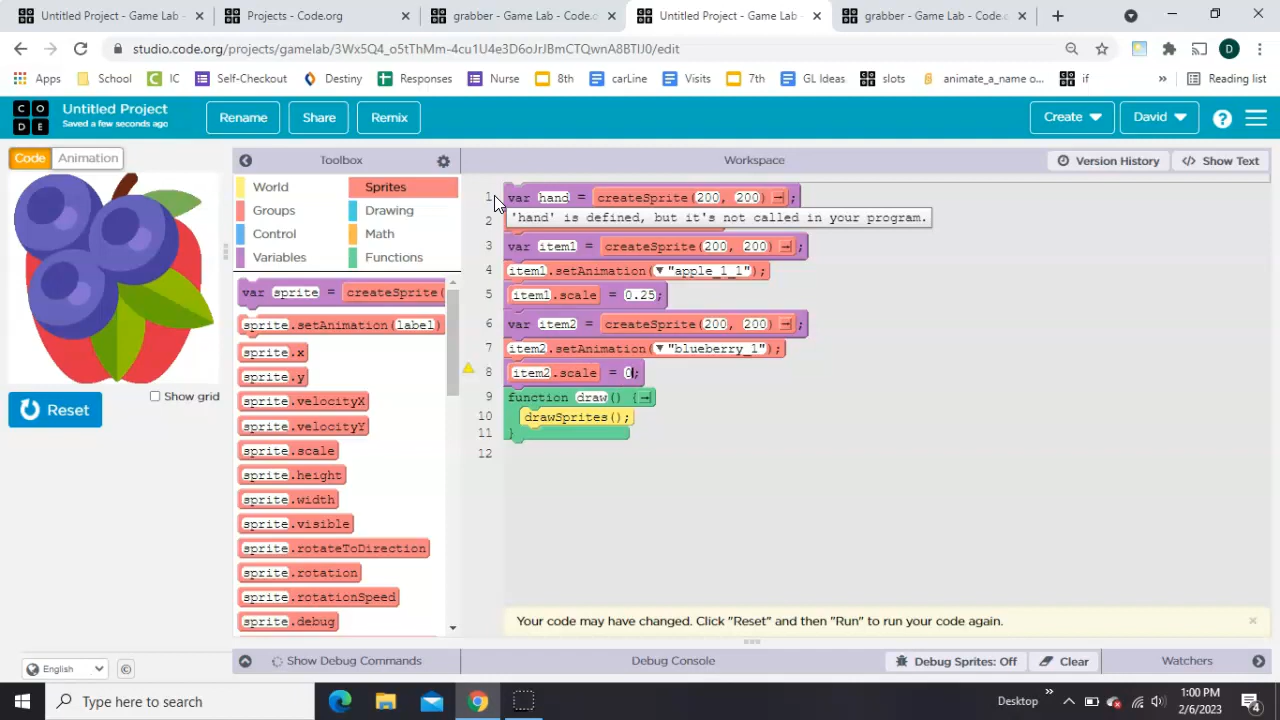 Untitled Project - Game Lab -
Projects - Code.org
grabber - Game Lab - Code.o
Untitled Project - Game Lab -
grabber - Game Lab - Code.
studio.code.org/projects/gamelab/3Wx5Q4_o5tThMm-4cu1U4e3D6oJrJBmCTQwnA8BTIJ0/edit
D
Apps
School
IC
Self-Checkout
Destiny
Responses
Nurse
8th
carLine
Visits
7th
GL Ideas
slots
animate_a_name o...
if
»
Reading list
C O D E
Untitled Project
Saved a few seconds ago
Rename
Share
Remix
Create
David
?
Code
Animation
Toolbox
Workspace
Version History
</> Show Text
World
Sprites
Groups
Drawing
Control
Math
Variables
Functions
var sprite = createSprite(
sprite.setAnimation(label)
sprite.x
sprite.y
sprite.velocityX
sprite.velocityY
sprite.scale
sprite.height
sprite.width
sprite.visible
sprite.rotateToDirection
sprite.rotation
sprite.rotationSpeed
sprite.debug
Reset
Show grid
1 var hand = createSprite(200, 200);
2
'hand' is defined, but it's not called in your program.
3 var item1 = createSprite(200, 200);
4 item1.setAnimation("apple_1_1");
5 item1.scale = 0.25;
6 var item2 = createSprite(200, 200);
7 item2.setAnimation("blueberry_1");
8 item2.scale = 0;
9 function draw() {
10 drawSprites();
11 }
12
Your code may have changed. Click "Reset" and then "Run" to run your code again.
English
©
Show Debug Commands
Debug Console
Debug Sprites: Off
Clear
Watchers
Type here to search
Desktop
»
1:00 PM
2/6/2023
4